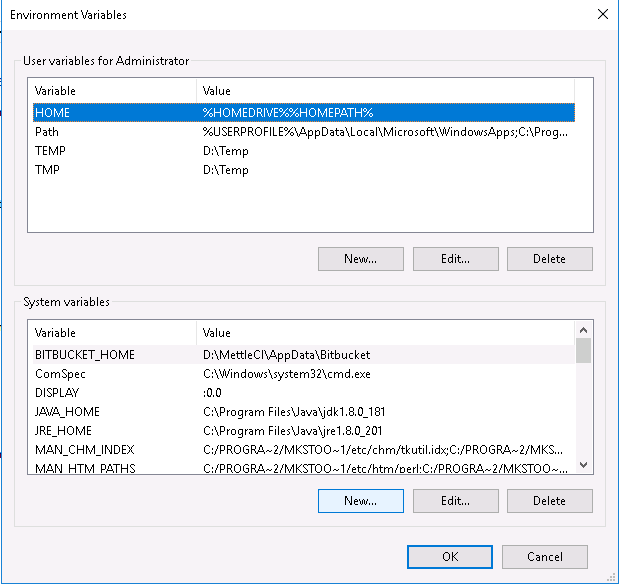 Environment Variables
User variables for Administrator
Variable Value
HOME %HOMEDRIVE%%HOMEPATH%
Path %USERPROFILE%\AppData\Local\Microsoft\WindowsApps;C:\Prog...
TEMP D:\Temp
TMP D:\Temp
New... Edit... Delete
System variables
Variable Value
BITBUCKET_HOME D:\MettleCI\AppData\Bitbucket
ComSpec C:\Windows\system32\cmd.exe
DISPLAY :0.0
JAVA_HOME C:\Program Files\Java\jdk1.8.0_181
JRE_HOME C:\Program Files\Java\jre1.8.0_201
MAN_CHM_INDEX C:/PROGRA~2/MKSTOO~1/etc/chm/tkutil.idx;C:/PROGRA~2/MKS...
MAN_HTM_PATHS C:/PROGRA~2/MKSTOO~1/etc/htm/perl;C:/PROGRA~2/MKSTOO~...
New... Edit... Delete
OK Cancel